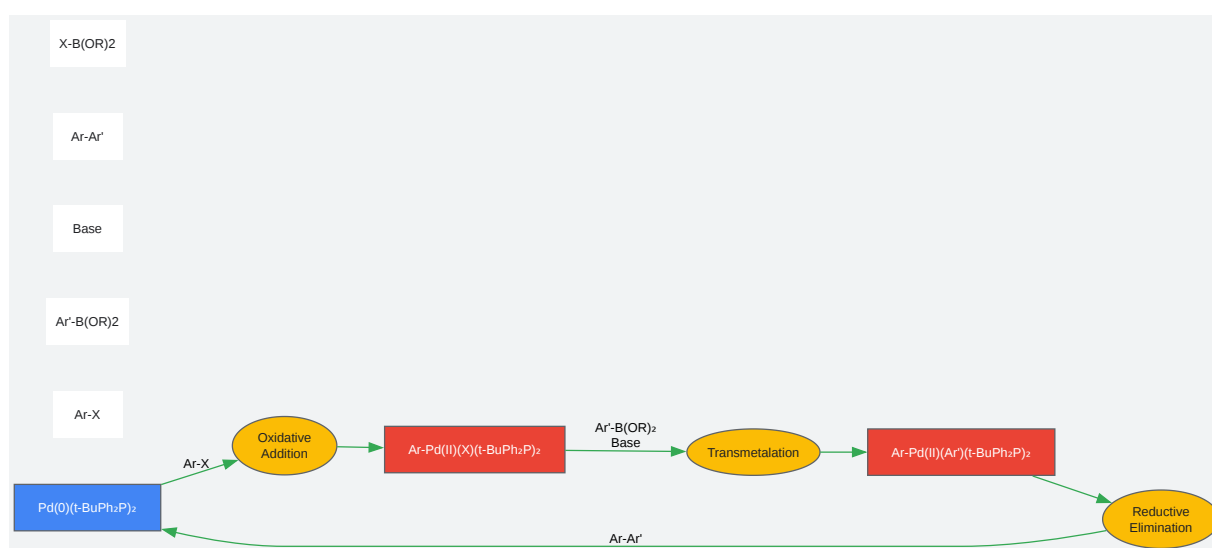 X-B(OR)2
Ar-Ar'
Base
Ar'-B(OR)2
Ar-X
Ar-X
Oxidative
Addition
Ar-Pd(II)(X)(t-BuPh₂P)₂
Ar'-B(OR)₂
Base
Transmetalation
Ar-Pd(II)(Ar')(t-BuPh₂P)₂
Pd(0)(t-BuPh₂P)₂
Reductive
Elimination
Ar-Ar'